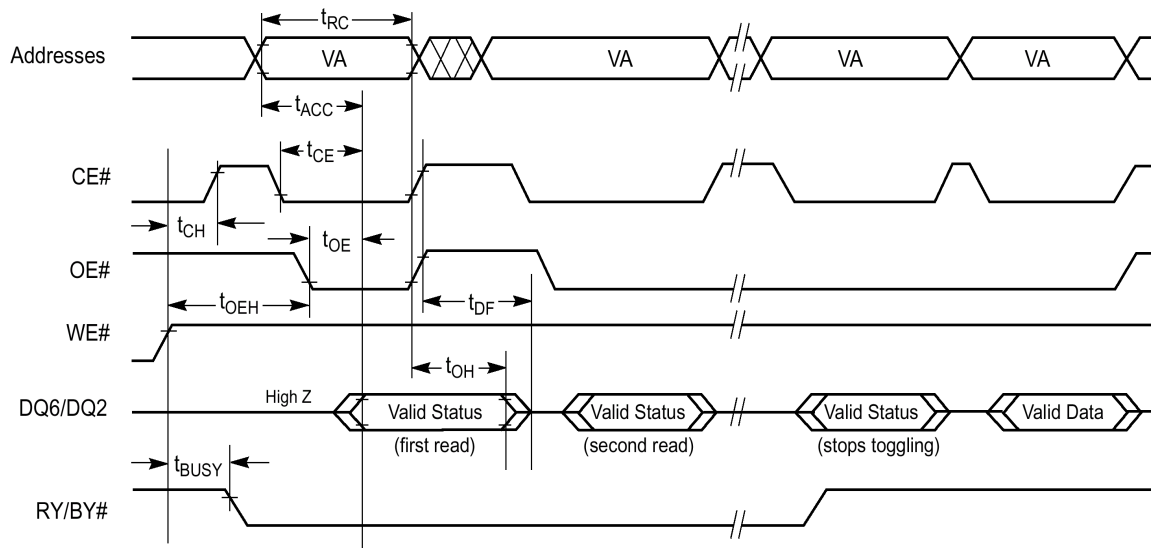 tRC
Addresses VA VA VA VA
tACC
tCE
CE#
tCH
tOE
OE#
tOEH tDF
WE#
tOH
High Z
DQ6/DQ2 Valid Status Valid Status Valid Status Valid Data
(first read) (second read) (stops toggling)
tBUSY
RY/BY#